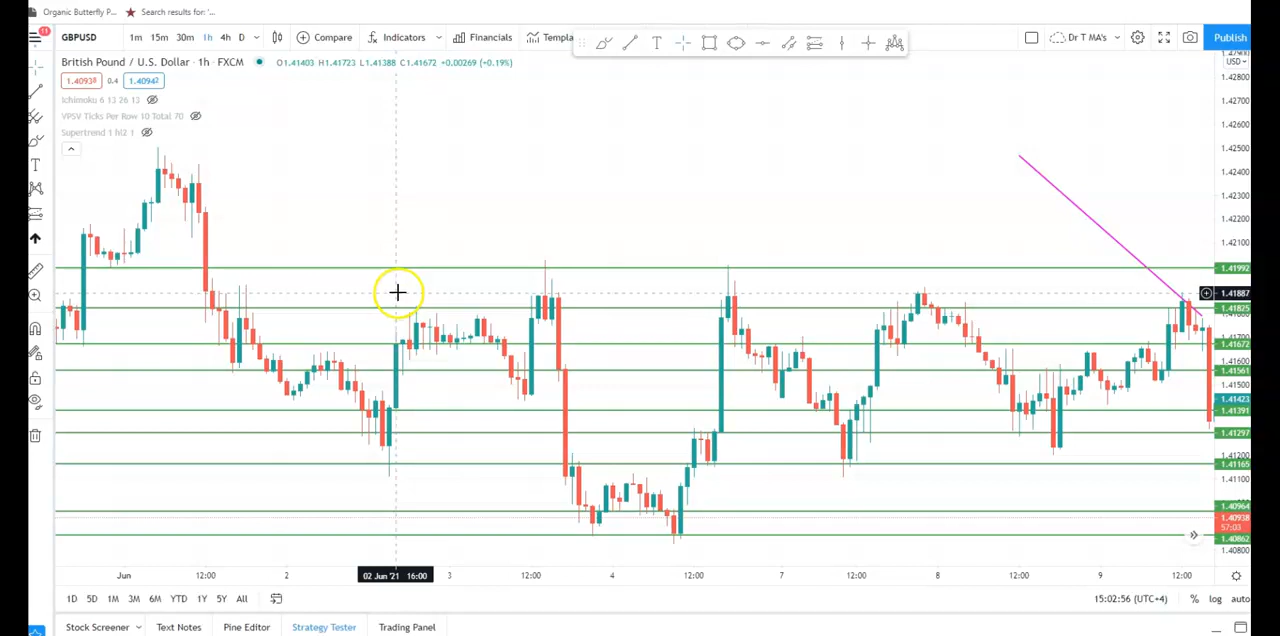 Organic Butterfly P... Search results for: '...
11 GBPUSD 1m 15m 30m 1h 4h D Compare Indicators Financials Templa T Dr T MA's Publish
British Pound / U.S. Dollar · 1h · FXCM O1.41403 H1.41723 L1.41388 C1.41672 +0.00269 (+0.19%)
USD
1.40938 0.4 1.40942
1.42800
Ichimoku 6 13 26 13
1.42700
VPSV Ticks Per Row 10 Total 70
1.42600
Supertrend 1 hl2 1
1.42500
1.42400
1.42300
1.42200
1.42100
1.41992
1.41887
1.41825
1.41672
1.41600
1.41561
1.41500
1.41423
1.41391
1.41297
1.41200
1.41165
1.41100
1.40964
1.40938
57:03
1.40862
1.40800
Jun 12:00 2 02 Jun '21 16:00 3 12:00 4 12:00 7 12:00 8 12:00 9 12:00
1D 5D 1M 3M 6M YTD 1Y 5Y All 15:02:56 (UTC+4) % log auto
Stock Screener Text Notes Pine Editor Strategy Tester Trading Panel